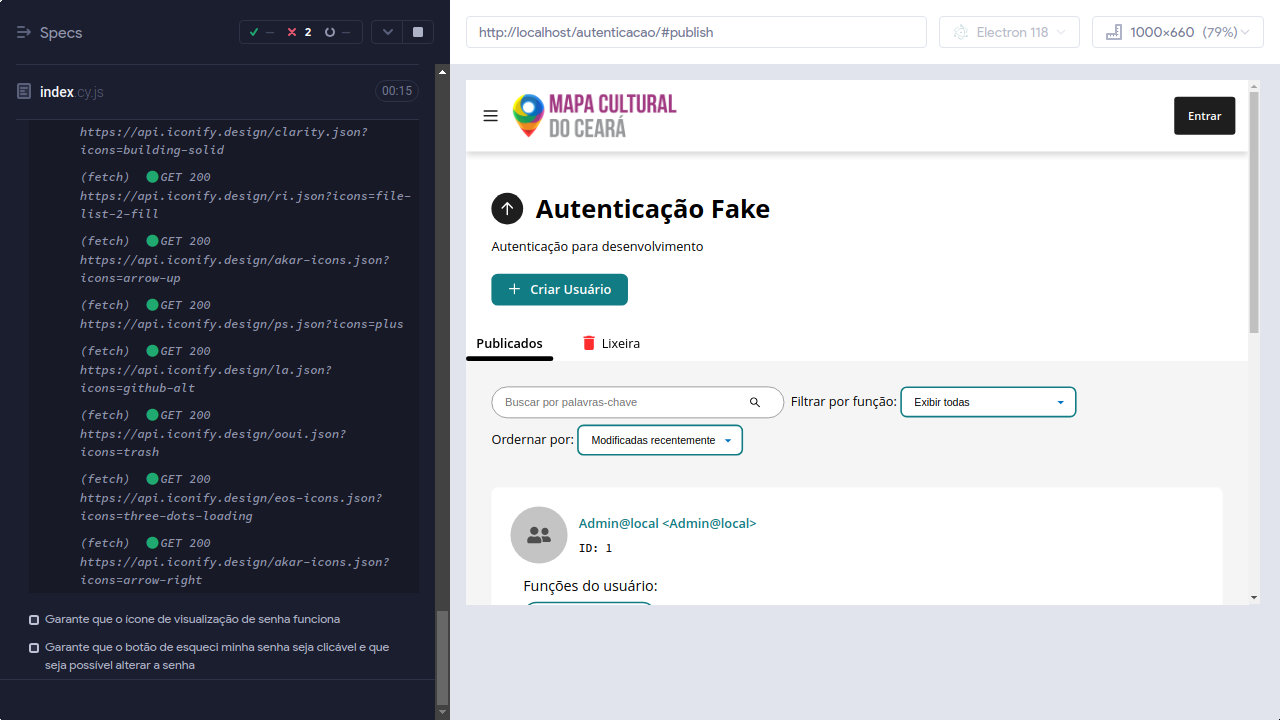 Specs
-- 2 --
index.cy.js
00:15
https://api.iconify.design/clarity.json?
icons=building-solid
(fetch) GET 200
https://api.iconify.design/ri.json?icons=file-
list-2-fill
(fetch) GET 200
https://api.iconify.design/akar-icons.json?
icons=arrow-up
(fetch) GET 200
https://api.iconify.design/ps.json?icons=plus
(fetch) GET 200
https://api.iconify.design/la.json?
icons=github-alt
(fetch) GET 200
https://api.iconify.design/ooui.json?
icons=trash
(fetch) GET 200
https://api.iconify.design/eos-icons.json?
icons=three-dots-loading
(fetch) GET 200
https://api.iconify.design/akar-icons.json?
icons=arrow-right
Garante que o ícone de visualização de senha funciona
Garante que o botão de esqueci minha senha seja clicável e que
seja possível alterar a senha
http://localhost/autenticacao/#publish
Electron 118
1000×660 (79%)
MAPA CULTURAL
DO CEARÁ
Entrar
Autenticação Fake
Autenticação para desenvolvimento
Criar Usuário
Publicados
Lixeira
Buscar por palavras-chave
Filtrar por função:
Exibir todas
Ordernar por:
Modificadas recentemente
Admin@local <Admin@local>
ID: 1
Funções do usuário: